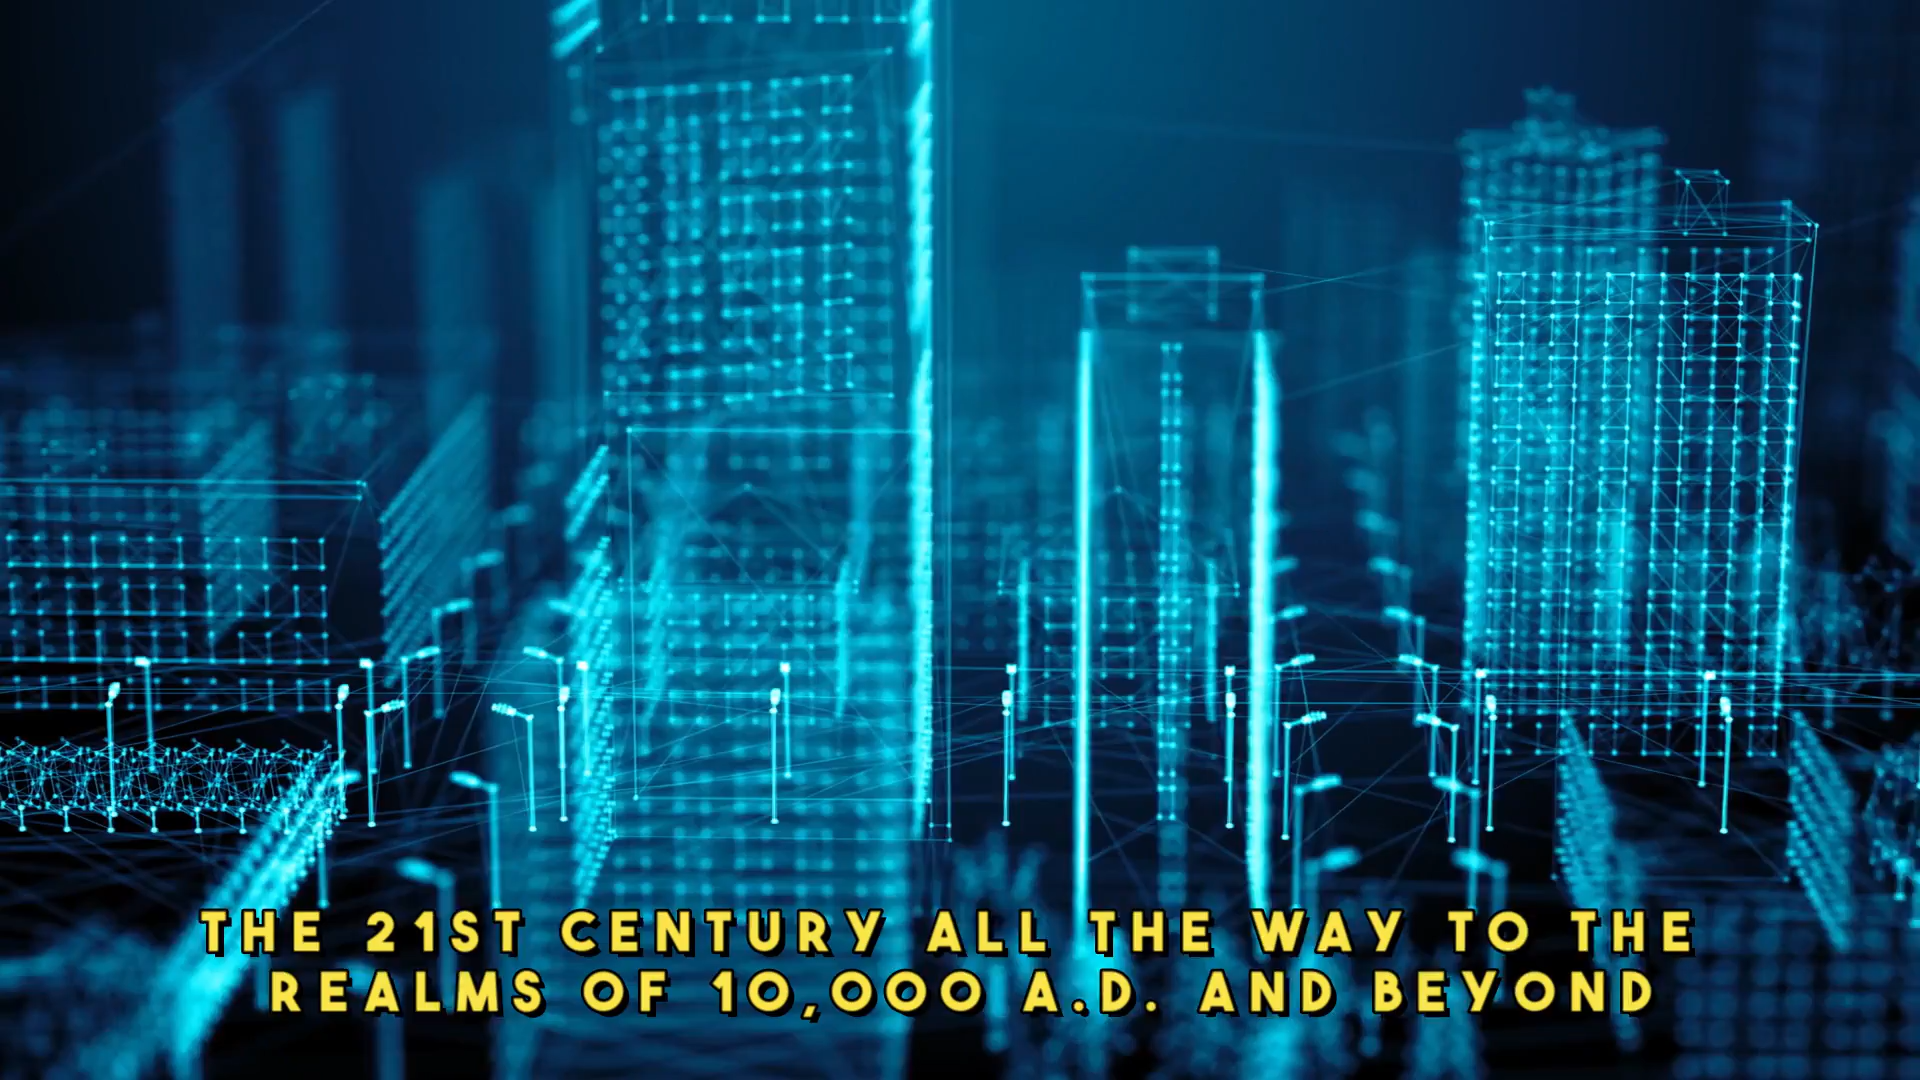 THE 21ST CENTURY ALL THE WAY TO THE
REALMS OF 10,000 A.D. AND BEYOND